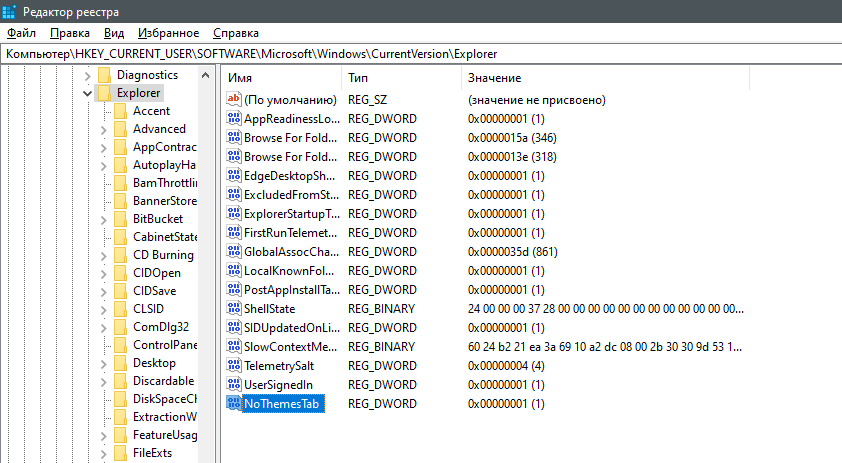 Редактор реестра
Файл Правка Вид Избранное Справка
Компьютер\HKEY_CURRENT_USER\SOFTWARE\Microsoft\Windows\CurrentVersion\Explorer
Diagnostics
Explorer
Accent
Advanced
AppContrac
AutoplayHa
BamThrottlin
BannerStore
BitBucket
CabinetState
CD Burning
CIDOpen
CIDSave
CLSID
ComDlg32
ControlPane
Desktop
Discardable
DiskSpaceCh
ExtractionW
FeatureUsag
FileExts
Имя Тип Значение
ab (По умолчанию) REG_SZ (значение не присвоено)
AppReadinessLo... REG_DWORD 0x00000001 (1)
Browse For Fold... REG_DWORD 0x0000015a (346)
Browse For Fold... REG_DWORD 0x0000013e (318)
EdgeDesktopSh... REG_DWORD 0x00000001 (1)
ExcludedFromSt... REG_DWORD 0x00000001 (1)
ExplorerStartupT... REG_DWORD 0x00000001 (1)
FirstRunTelemet... REG_DWORD 0x00000001 (1)
GlobalAssocCha... REG_DWORD 0x0000035d (861)
LocalKnownFol... REG_DWORD 0x00000001 (1)
PostAppInstallTa... REG_DWORD 0x00000001 (1)
ShellState REG_BINARY 24 00 00 00 37 28 00 00 00 00 00 00 00 00 00 00 00 00...
SIDUpdatedOnLi... REG_DWORD 0x00000001 (1)
SlowContextMe... REG_BINARY 60 24 b2 21 ea 3a 69 10 a2 dc 08 00 2b 30 30 9d 53 1...
TelemetrySalt REG_DWORD 0x00000004 (4)
UserSignedIn REG_DWORD 0x00000001 (1)
NoThemesTab REG_DWORD 0x00000001 (1)